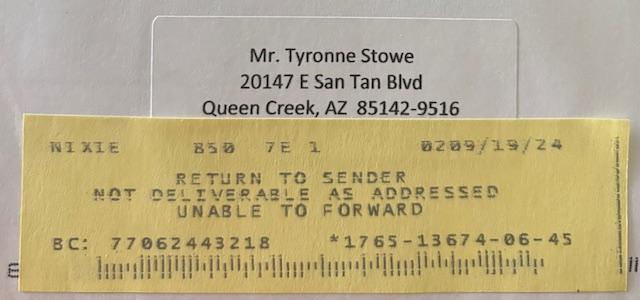 Mr. Tyronne Stowe
20147 E San Tan Blvd
Queen Creek, AZ 85142-9516
NIXIE 850 7E 1 0209/19/24
RETURN TO SENDER
NOT DELIVERABLE AS ADDRESSED
UNABLE TO FORWARD
BC: 77062443218 *1765-13674-06-45